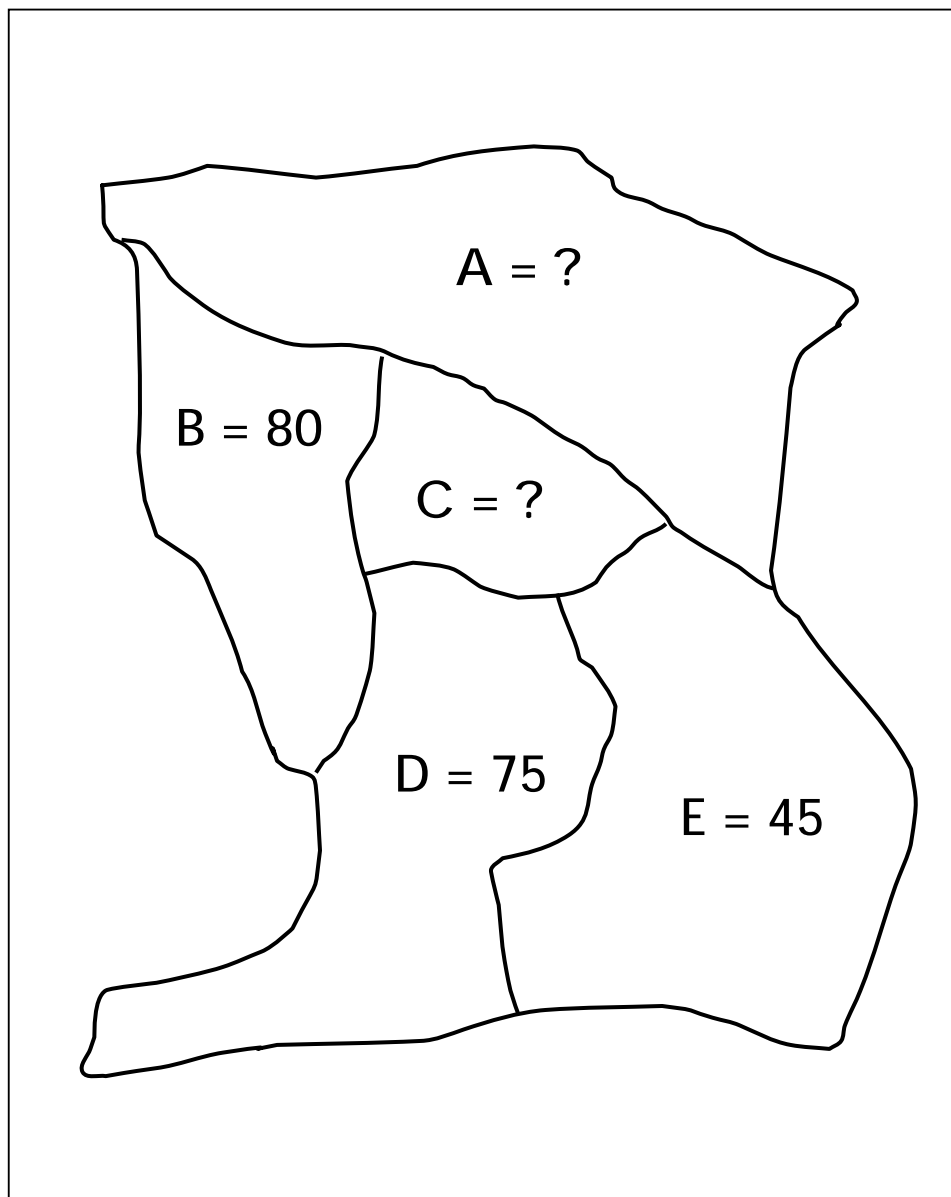 A = ?
B = 80
C = ?
D = 75
E = 45